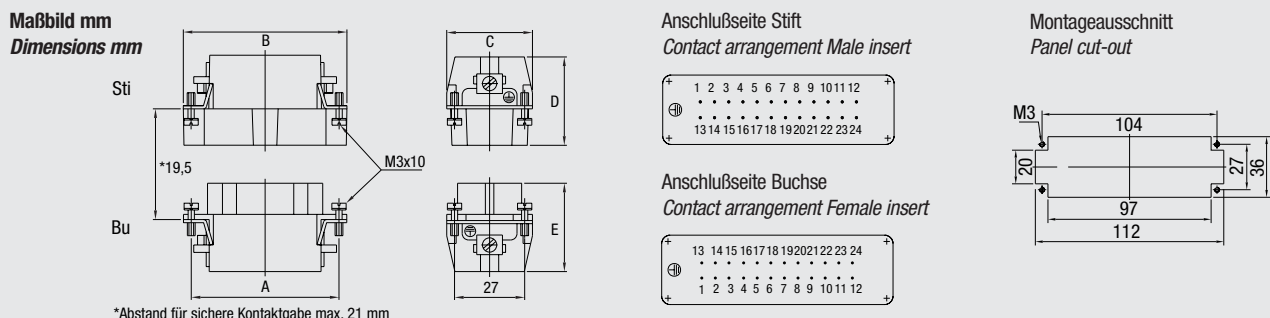 Maßbild mm
Dimensions mm
B
C
Sti
D
*19,5
M3x10
Bu
E
A
27
*Abstand für sichere Kontaktgabe max. 21 mm
Anschlußseite Stift
Contact arrangement Male insert
1 2 3 4 5 6 7 8 9 10 11 12
13 14 15 16 17 18 19 20 21 22 23 24
Anschlußseite Buchse
Contact arrangement Female insert
13 14 15 16 17 18 19 20 21 22 23 24
1 2 3 4 5 6 7 8 9 10 11 12
Montageausschnitt
Panel cut-out
M3
104
20
27
36
97
112